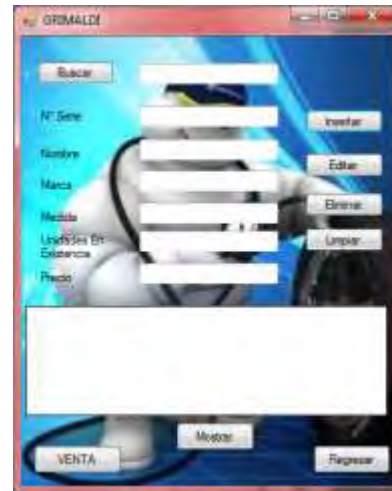 GRIMALDI
Buscar
N° Serie
Insertar
Nombre
Editar
Marca
Eliminar
Medida
Limpiar
Unidades En
Existencia
Precio
Mostrar
VENTA
Regresar